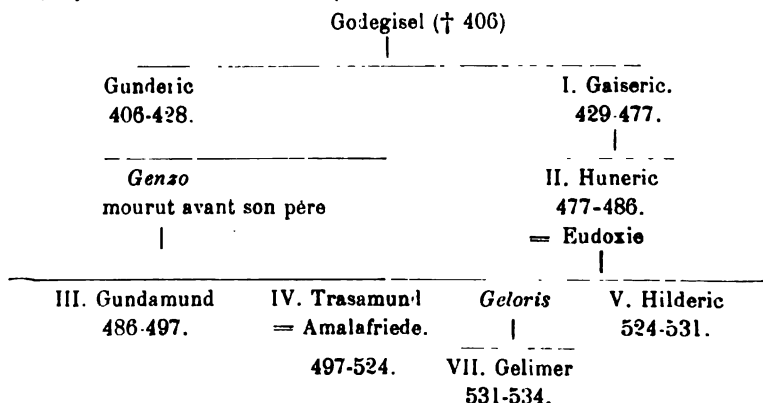 Godegisel († 406)
Gunderic I. Gaiseric.
406-428. 429-477.
Genzo II. Huneric
mourut avant son père 477-486.
= Eudoxie
III. Gundamund IV. Trasamund Geloris V. Hilderic
486-497. = Amalafriede. 524-531.
497-524. VII. Gelimer
531-534.